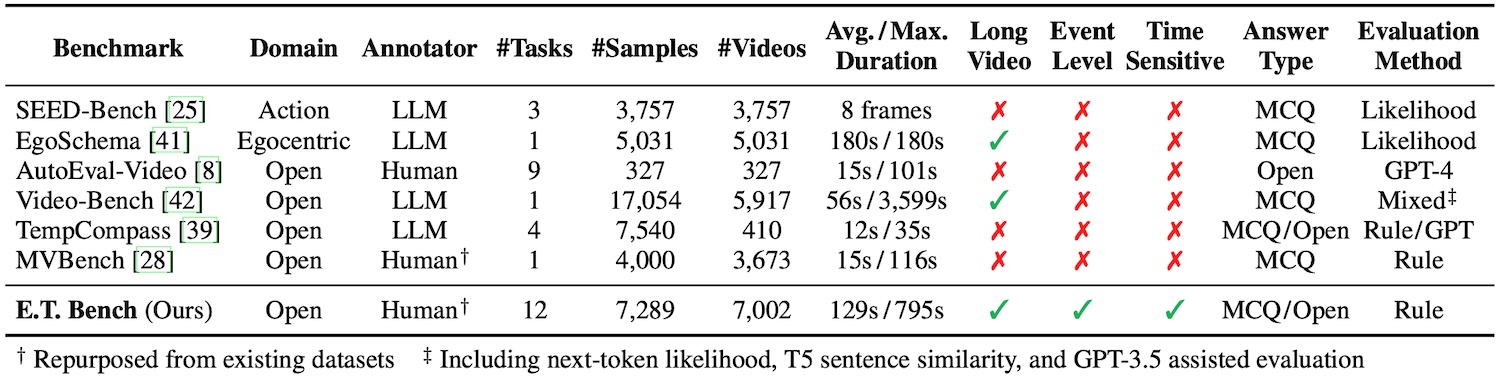 Benchmark Domain Annotator #Tasks #Samples #Videos Avg./Max. Duration Long Video Event Level Time Sensitive Answer Type Evaluation Method
SEED-Bench [25] Action LLM 3 3,757 3,757 8 frames ✗ ✗ ✗ MCQ Likelihood
EgoSchema [41] Egocentric LLM 1 5,031 5,031 180s/180s ✓ ✗ ✗ MCQ Likelihood
AutoEval-Video [8] Open Human 9 327 327 15s/101s ✗ ✗ ✗ Open GPT-4
Video-Bench [42] Open LLM 1 17,054 5,917 56s/3,599s ✓ ✗ ✗ MCQ Mixed‡
TempCompass [39] Open LLM 4 7,540 410 12s/35s ✗ ✗ ✗ MCQ/Open Rule/GPT
MVBench [28] Open Human† 1 4,000 3,673 15s/116s ✗ ✗ ✗ MCQ Rule
E.T. Bench (Ours) Open Human† 12 7,289 7,002 129s/795s ✓ ✓ ✓ MCQ/Open Rule
† Repurposed from existing datasets ‡ Including next-token likelihood, T5 sentence similarity, and GPT-3.5 assisted evaluation